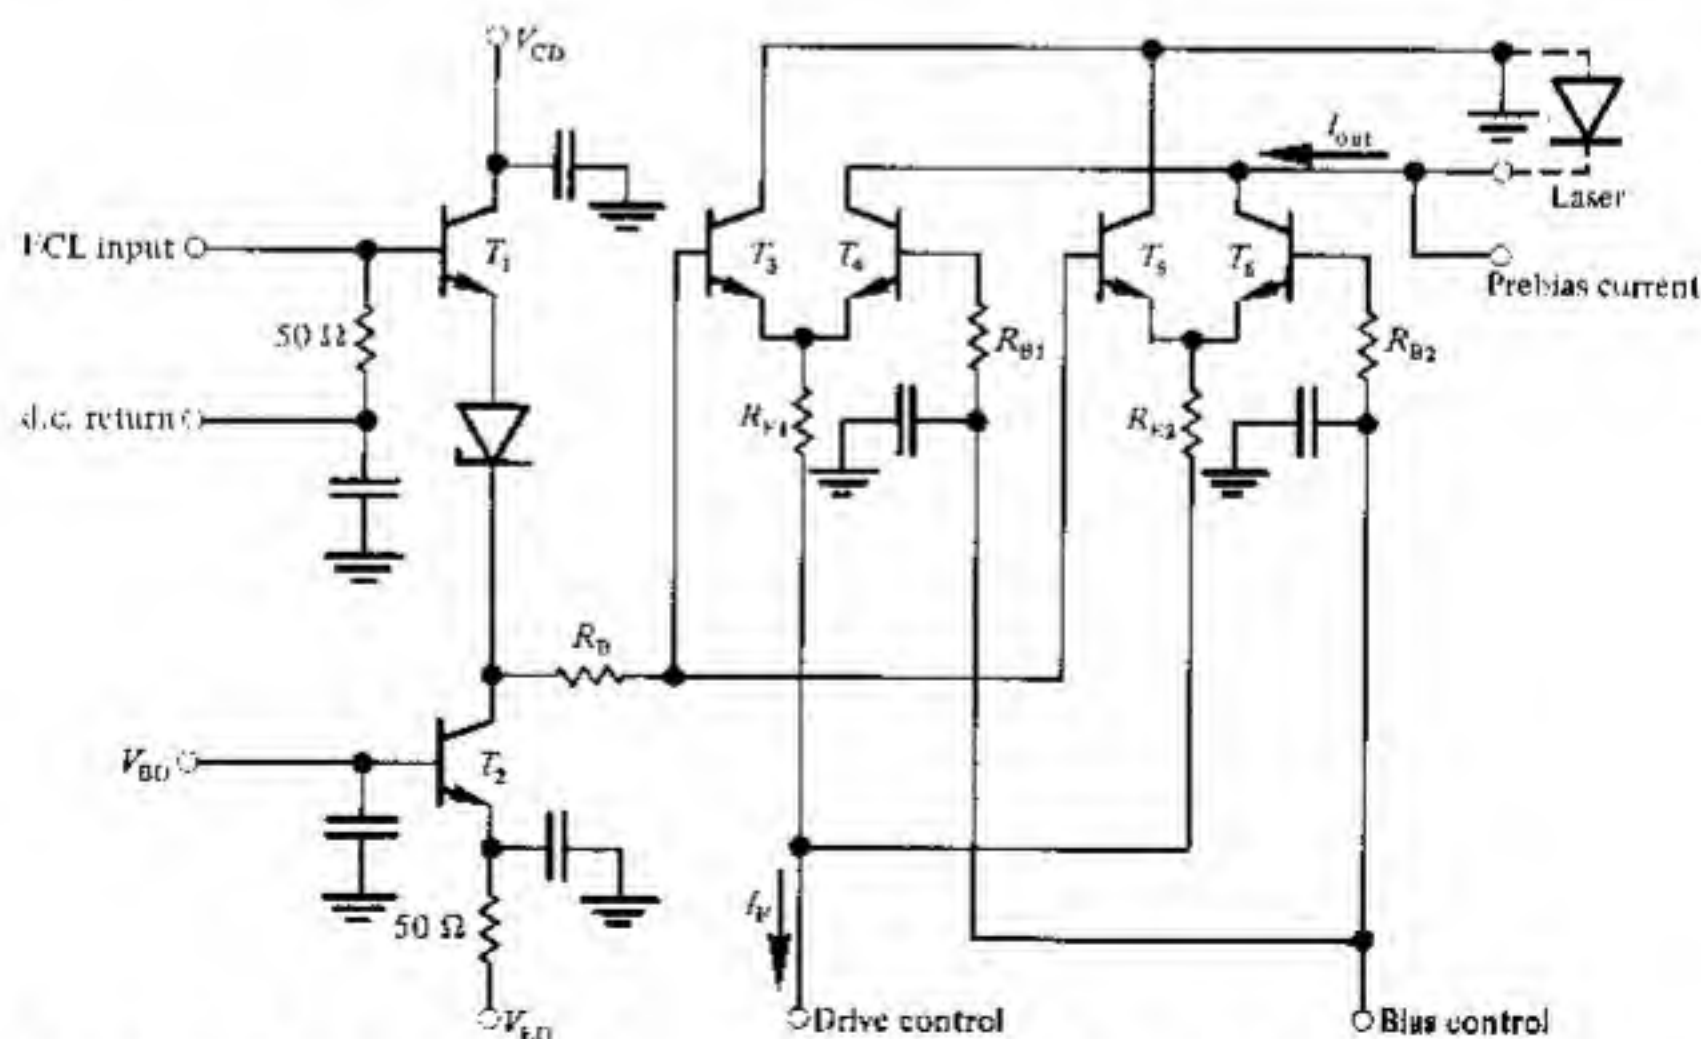 V_CD
I_out
Laser
ECL input
T_1
T_3
T_4
T_5
T_6
Prebias current
50 Ω
R_B1
R_B2
d.c. return
R_E1
R_E2
R_B
V_BD
T_2
50 Ω
I_E
V_ED
Drive control
Bias control